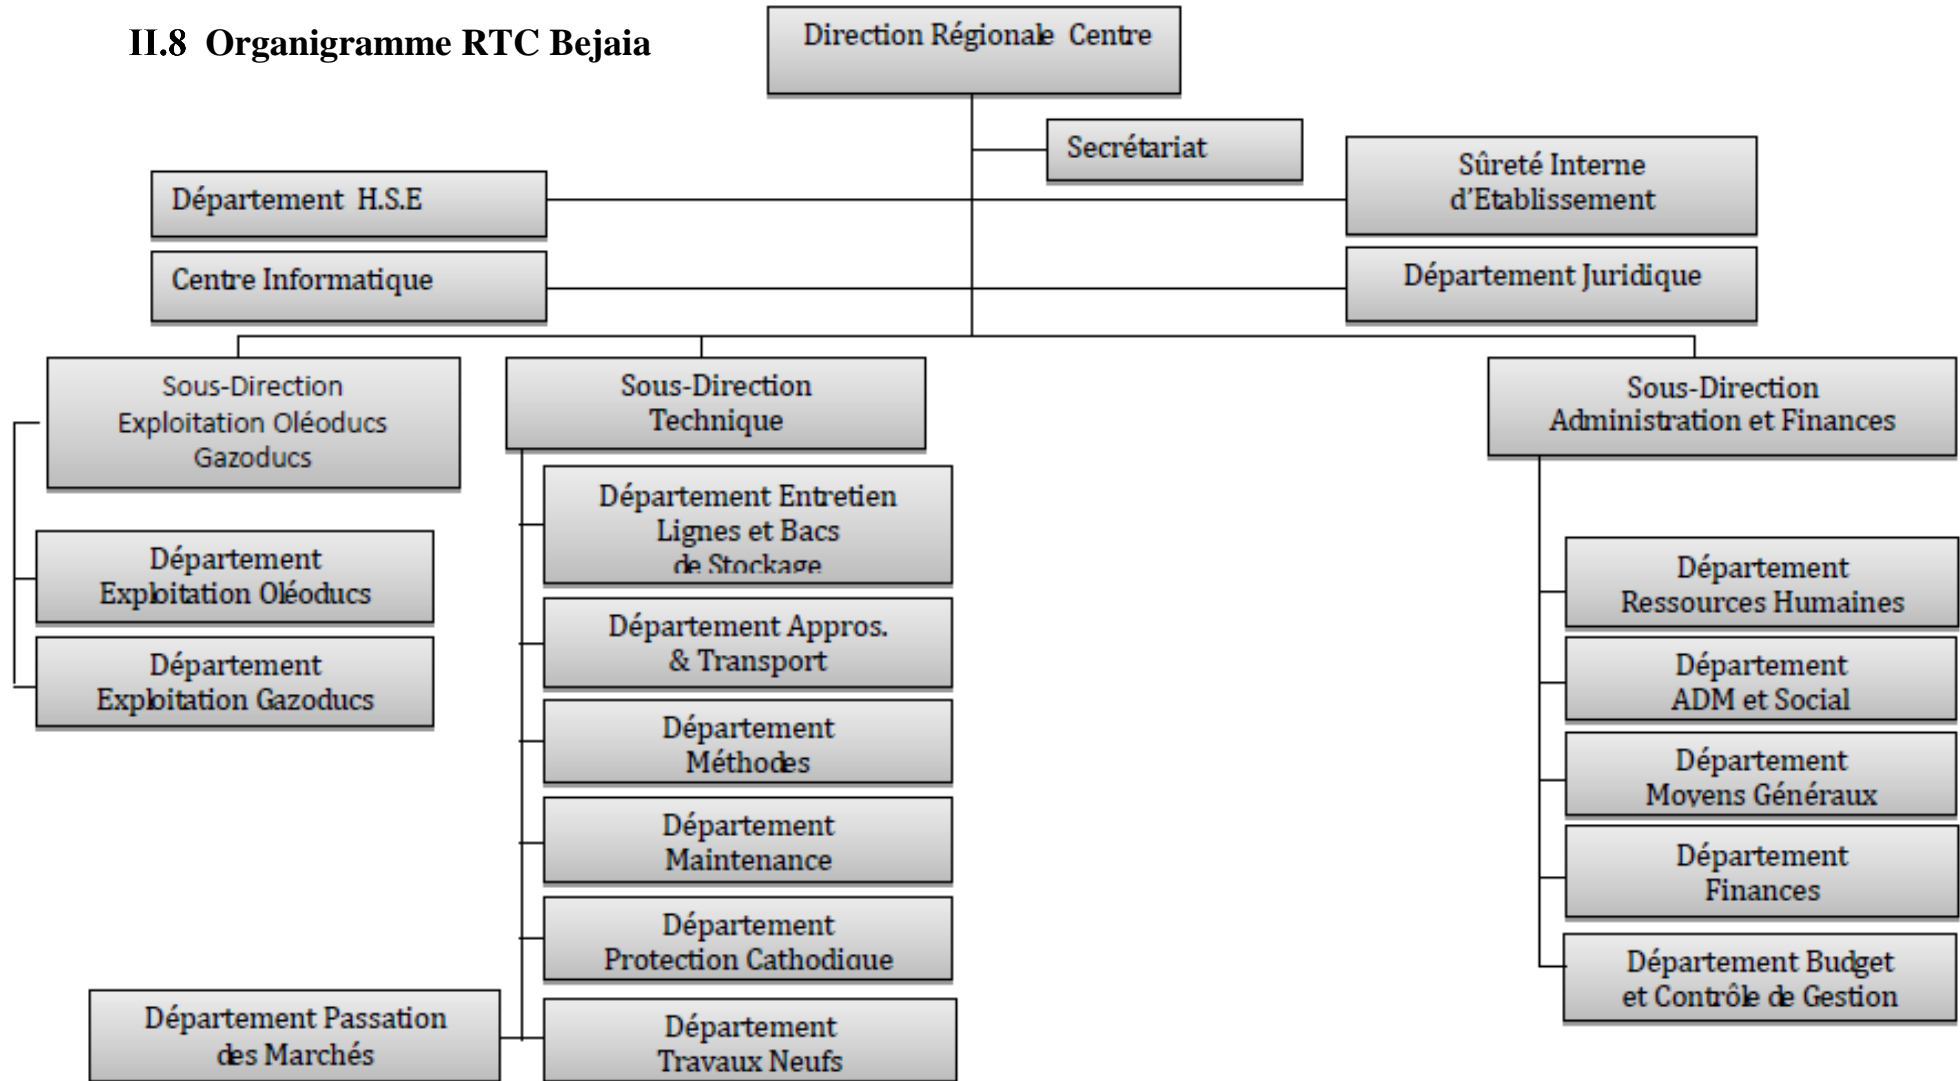 II.8 Organigramme RTC Bejaia
Direction Régionale Centre
Secrétariat
Sûreté Interne
d'Etablissement
Département H.S.E
Centre Informatique
Département Juridique
Sous-Direction
Exploitation Oléoducs
Gazoducs
Sous-Direction
Technique
Sous-Direction
Administration et Finances
Département
Exploitation Oléoducs
Département
Exploitation Gazoducs
Département Entretien
Lignes et Bacs
de Stockage
Département Appros.
& Transport
Département
Méthodes
Département
Maintenance
Département
Protection Cathodique
Département Passation
des Marchés
Département
Travaux Neufs
Département
Ressources Humaines
Département
ADM et Social
Département
Moyens Généraux
Département
Finances
Département Budget
et Contrôle de Gestion